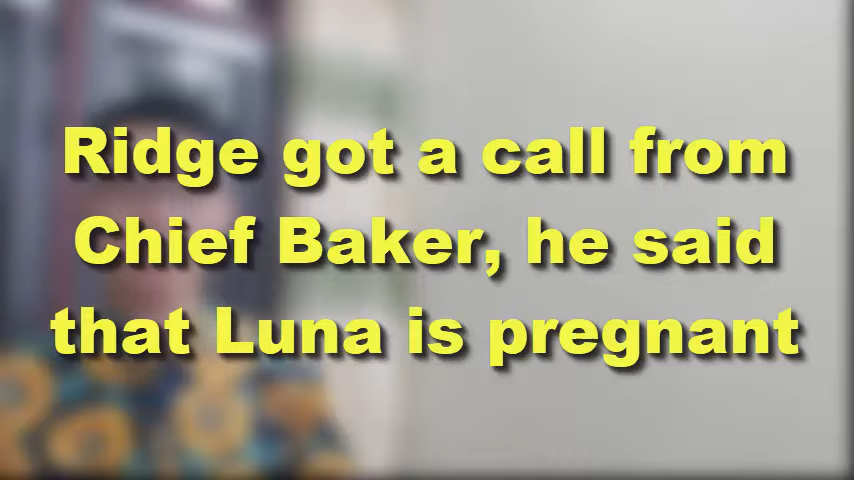 Ridge got a call from
Chief Baker, he said
that Luna is pregnant